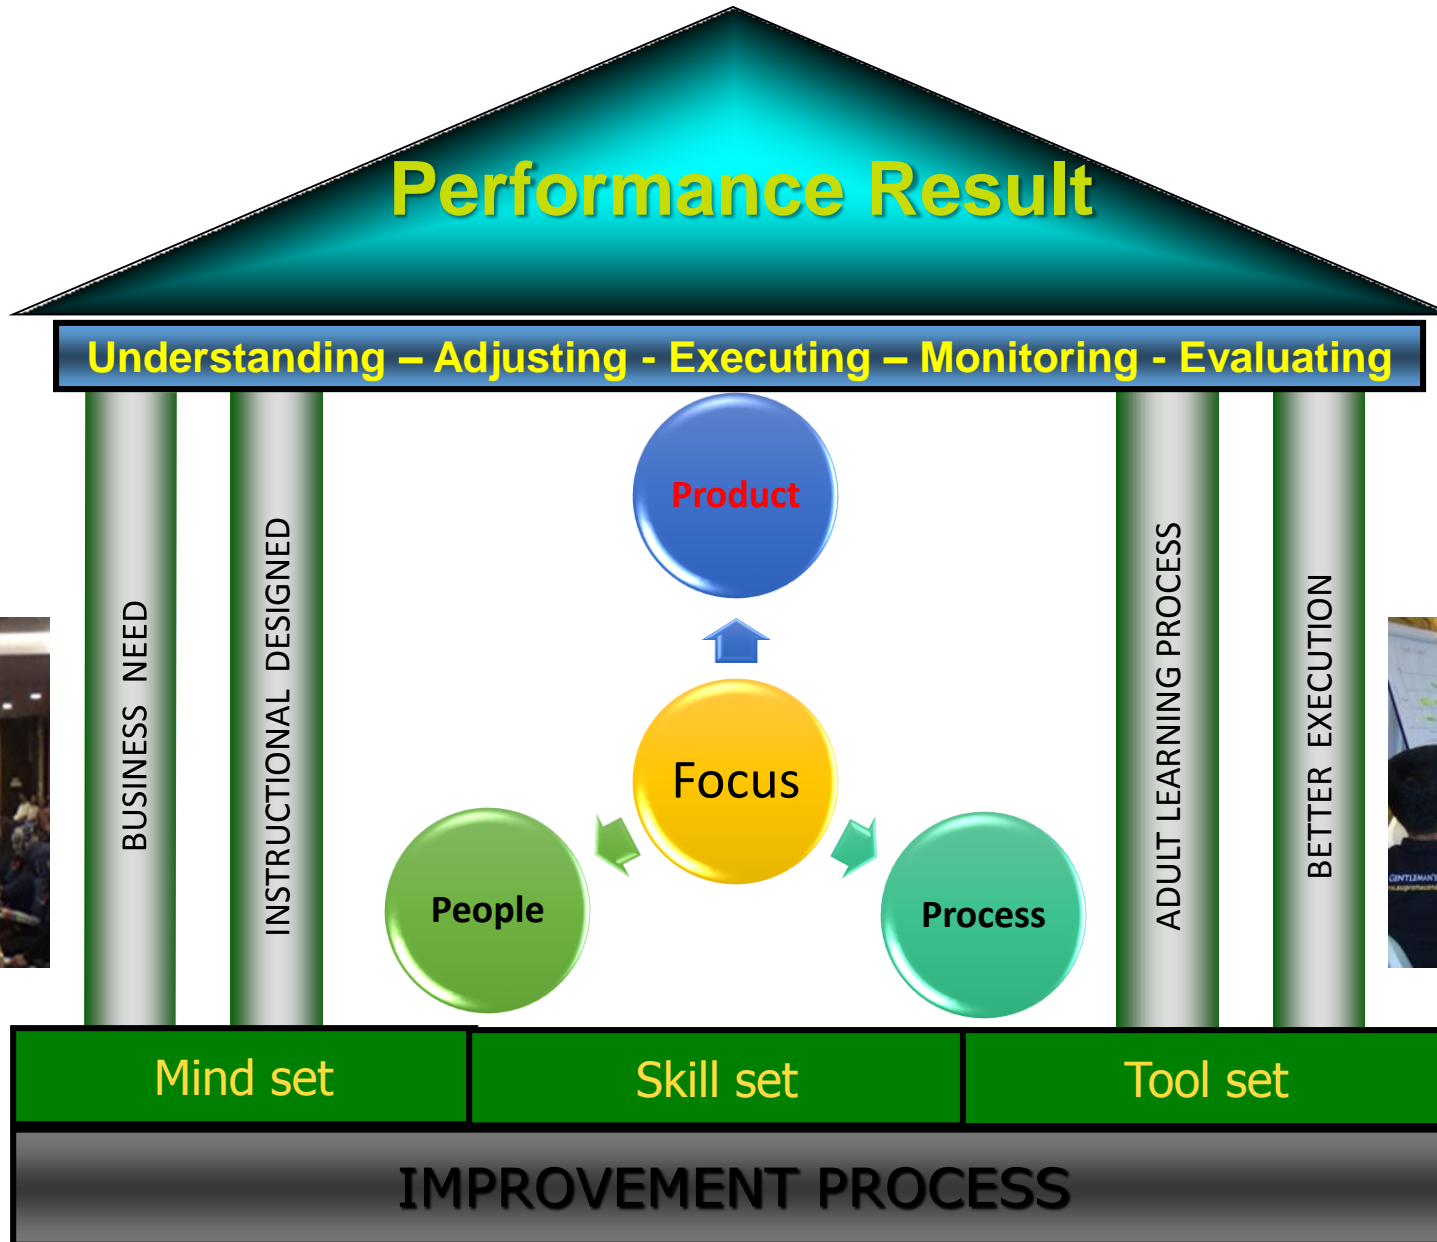 Performance Result
Understanding – Adjusting - Executing – Monitoring - Evaluating
BUSINESS NEED
INSTRUCTIONAL DESIGNED
Product
Focus
People
Process
ADULT LEARNING PROCESS
BETTER EXECUTION
Mind set
Skill set
Tool set
IMPROVEMENT PROCESS